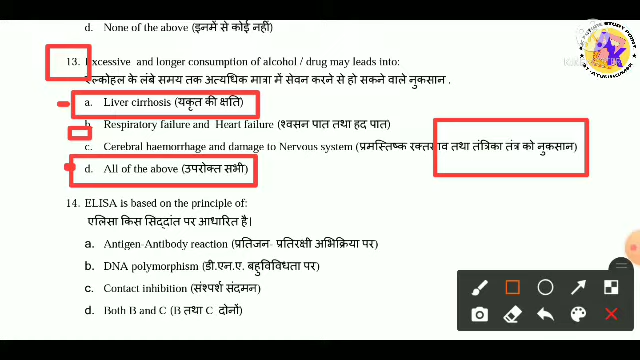 d. None of the above (इनमें से कोई नहीं)
13. Excessive and longer consumption of alcohol / drug may leads into:
एल्कोहल के लंबे समय तक अत्यधिक मात्रा में सेवन करने से हो सकने वाले नुकसान .
a. Liver cirrhosis (यकृत की क्षति)
b. Respiratory failure and Heart failure (श्वसन पात तथा हृद पात)
c. Cerebral haemorrhage and damage to Nervous system (प्रमस्तिष्क रक्तस्राव तथा तंत्रिका तंत्र को नुकसान)
d. All of the above (उपरोक्त सभी)
14. ELISA is based on the principle of:
एलिसा किस सिद्दांत पर आधारित है।
a. Antigen-Antibody reaction (प्रतिजन- प्रतिरक्षी अभिक्रिया पर)
b. DNA polymorphism (डी.एन.ए. बहुविविधता पर)
c. Contact inhibition (संश्पर्श संदमन)
d. Both B and C (B तथा C दोनों)